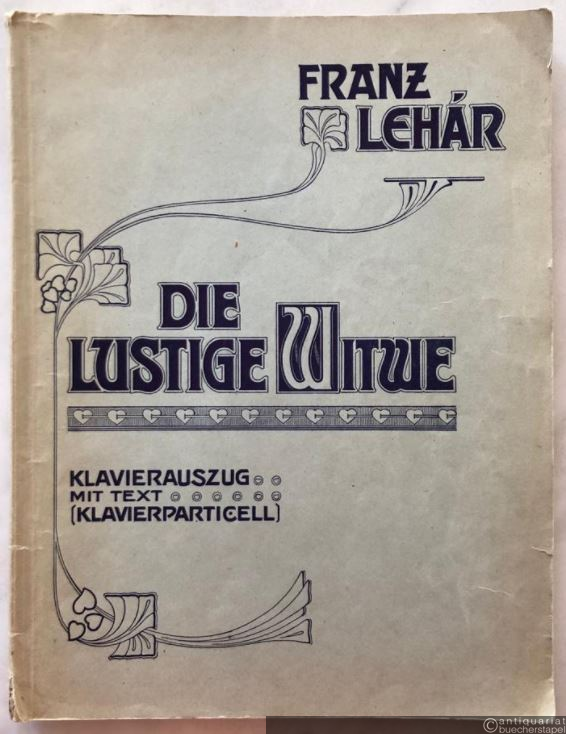 FRANZ
LEHÁR
DIE
LUSTIGE WITWE
KLAVIERAUSZUG
MIT TEXT
(KLAVIERPARTICELL)
© antiquariat
buecherstapel